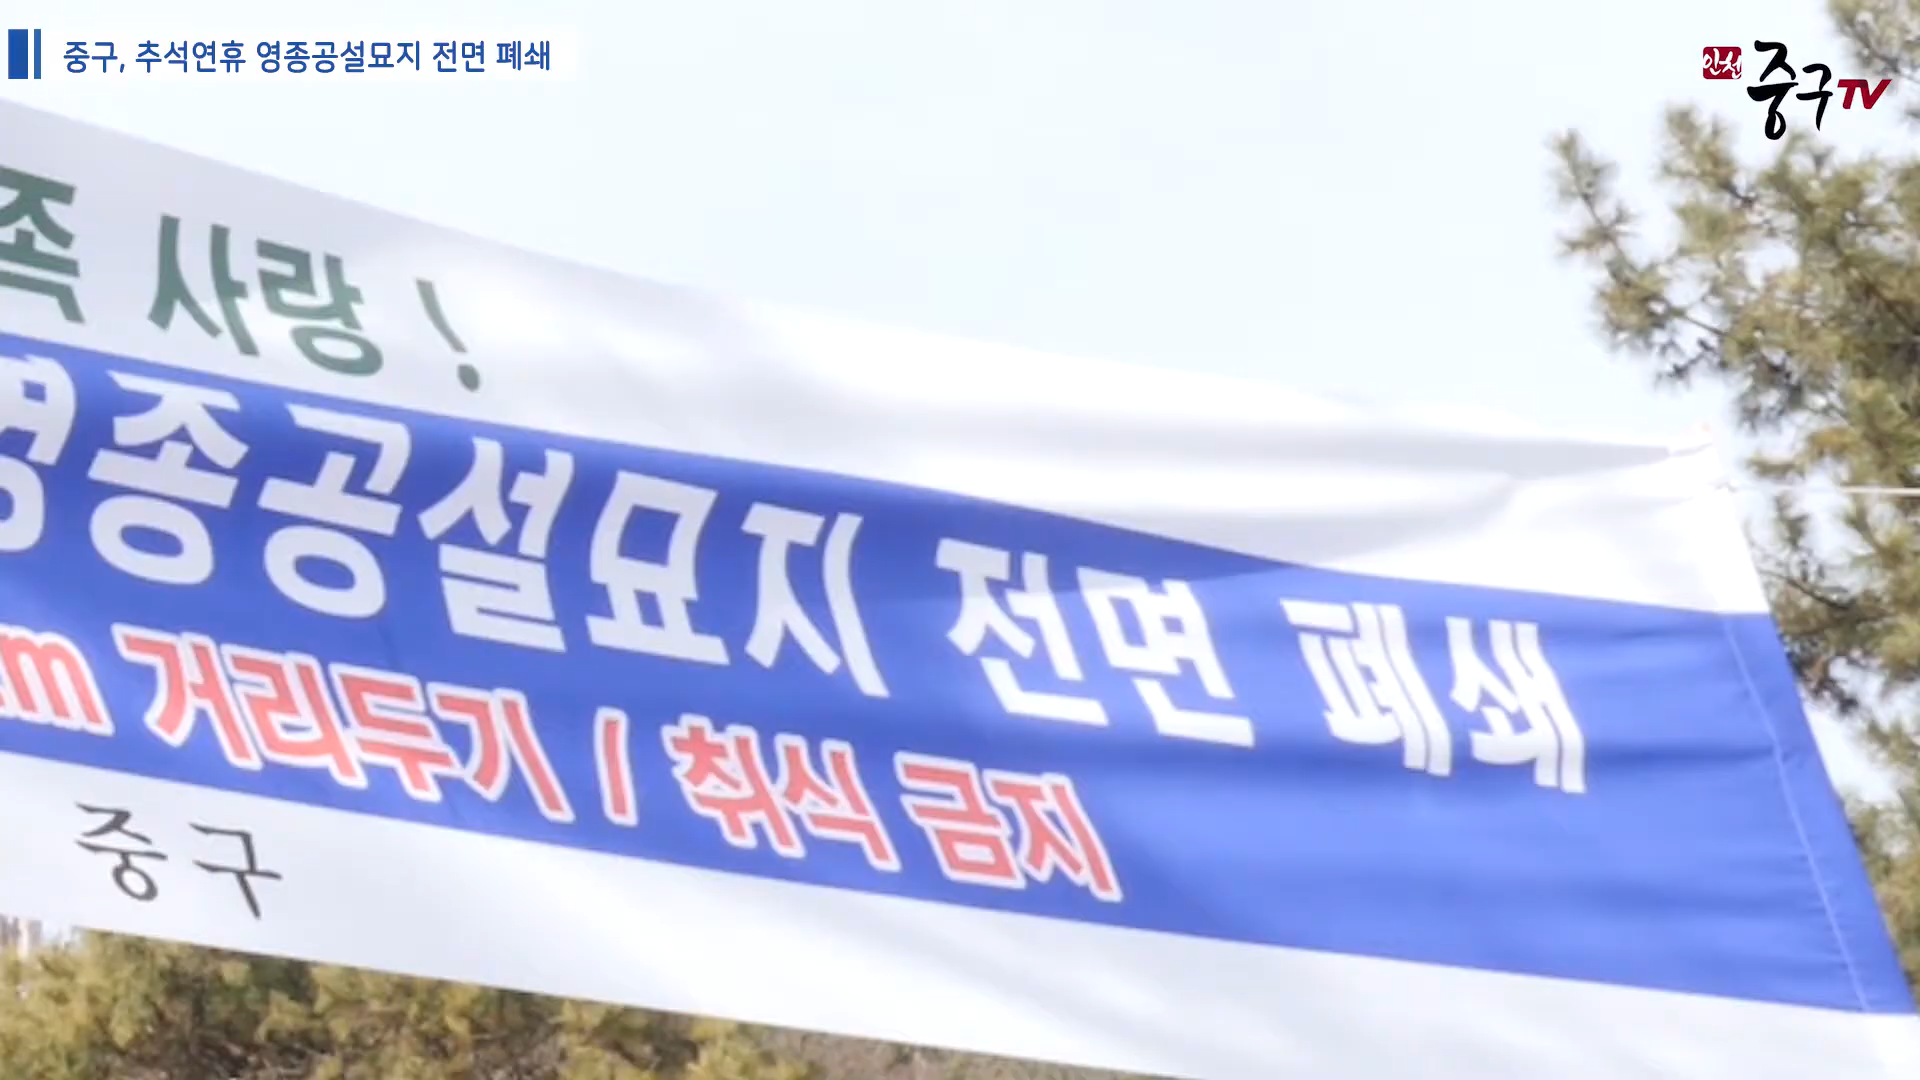 중구, 추석연휴 영종공설묘지 전면 폐쇄
인천 중구TV
족 사랑!
영종공설묘지 전면 폐쇄
m 거리두기 / 취식 금지
중구